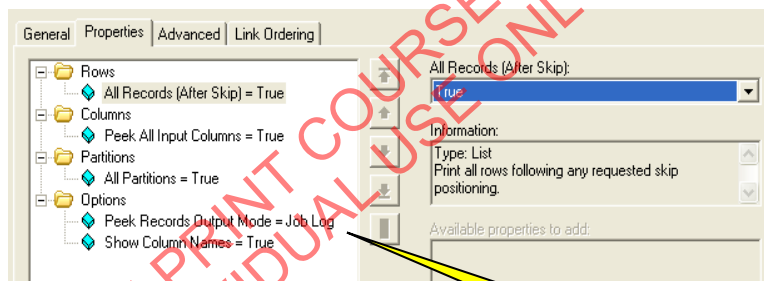 General Properties Advanced Link Ordering
Rows
All Records (After Skip) = True
Columns
Peek All Input Columns = True
Partitions
All Partitions = True
Options
Peek Records Output Mode = Job Log
Show Column Names = True
All Records (After Skip):
True
Information:
Type: List
Print all rows following any requested skip
positioning.
Available properties to add:
PRINT COURSE
USE ONL